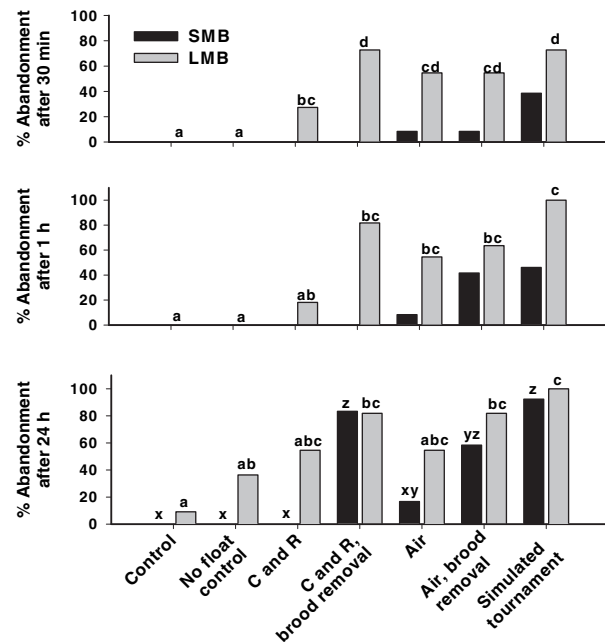 % Abandonment
after 30 min
100
80
60
40
20
0
SMB
LMB
a
a
bc
d
cd
cd
d
% Abandonment
after 1 h
100
80
60
40
20
0
a
a
ab
bc
bc
bc
c
% Abandonment
after 24 h
100
80
60
40
20
0
x
a
x
ab
x
abc
z
bc
xy
abc
yz
bc
z
c
Control
No float
control
C and R
C and R,
brood removal
Air
Air, brood
removal
Simulated
tournament